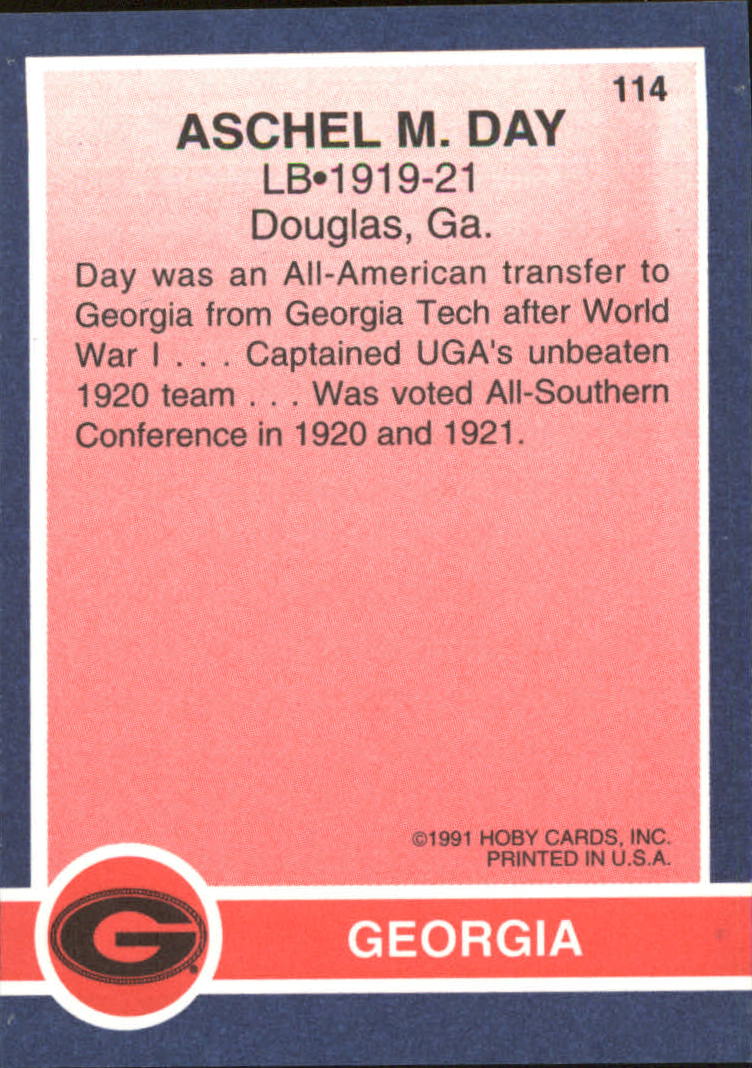 114
ASCHEL M. DAY
LB•1919-21
Douglas, Ga.
Day was an All-American transfer to
Georgia from Georgia Tech after World
War I . . . Captained UGA's unbeaten
1920 team . . . Was voted All-Southern
Conference in 1920 and 1921.
©1991 HOBY CARDS, INC.
PRINTED IN U.S.A.
G
GEORGIA